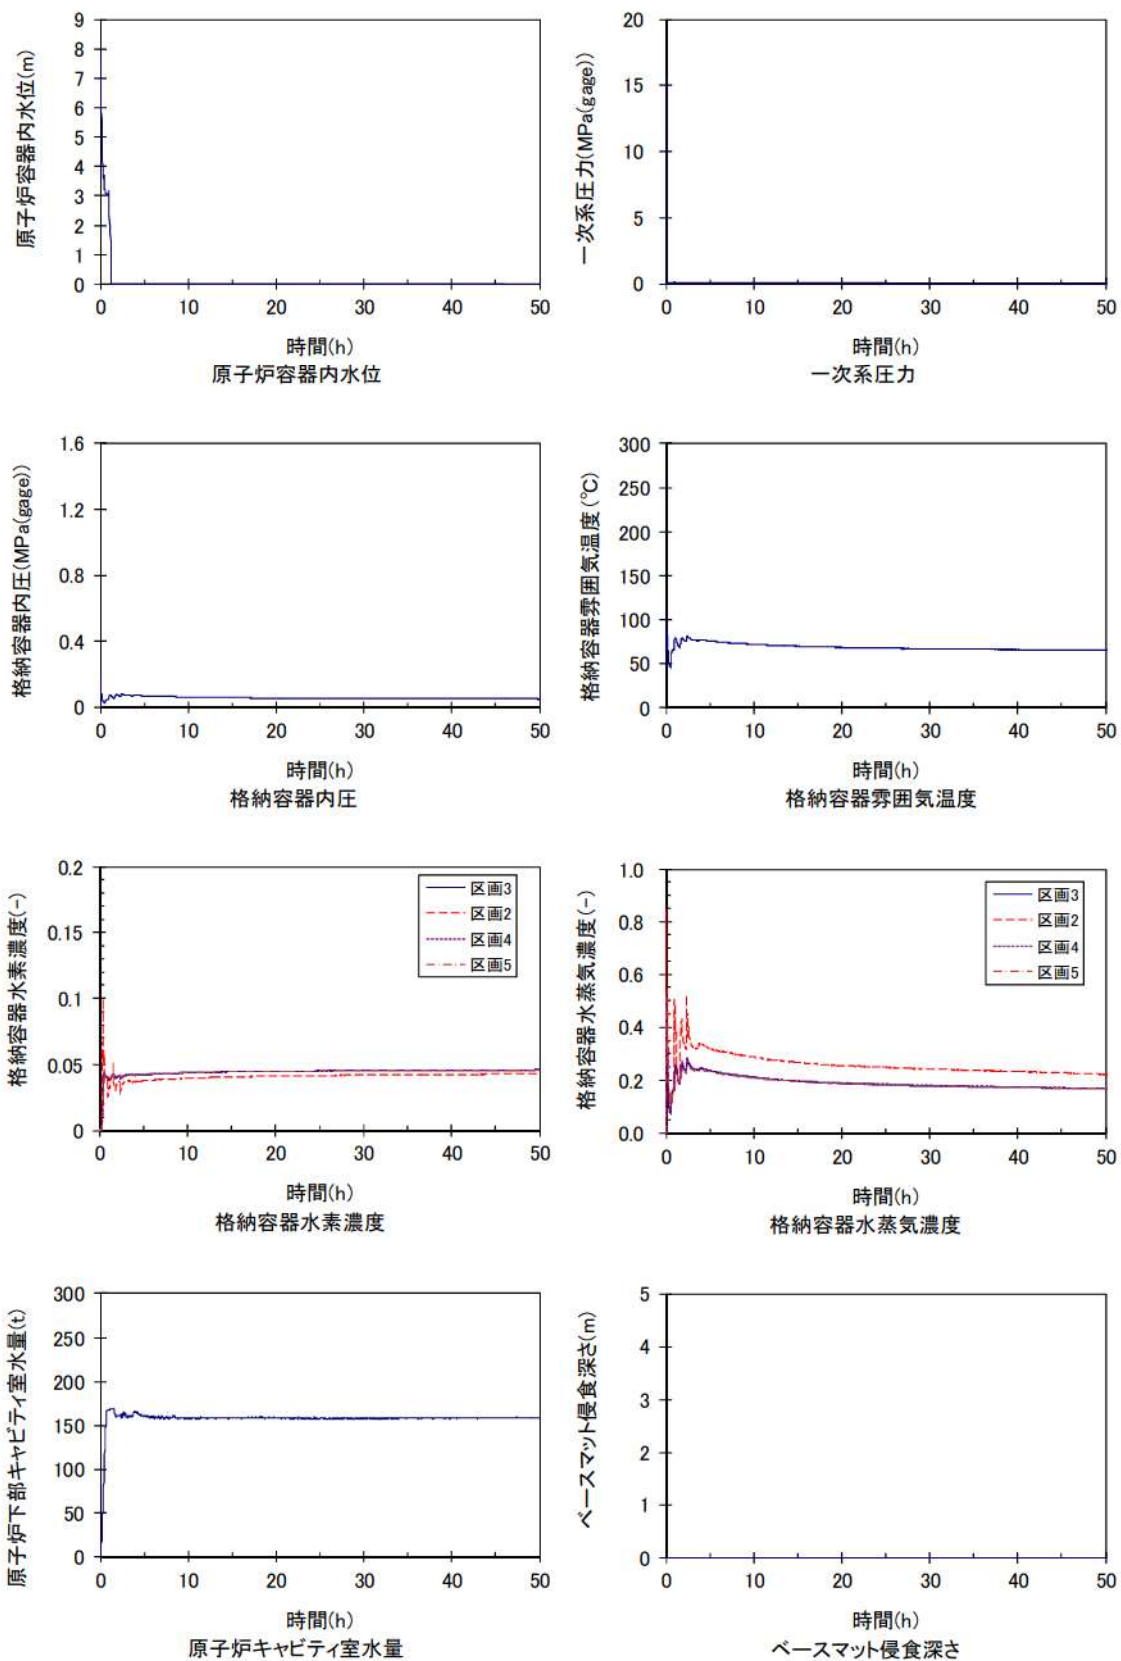 原子炉容器内水位(m)
9
8
7
6
5
4
3
2
1
0
0 10 20 30 40 50
時間(h)
原子炉容器内水位
一次系圧力(MPa(gage))
20
15
10
5
0
0 10 20 30 40 50
時間(h)
一次系圧力
格納容器内圧(MPa(gage))
1.6
1.2
0.8
0.4
0
0 10 20 30 40 50
時間(h)
格納容器内圧
格納容器雰囲気温度(℃)
300
250
200
150
100
50
0
0 10 20 30 40 50
時間(h)
格納容器雰囲気温度
格納容器水素濃度(-)
0.2
0.15
0.1
0.05
0
区画3
区画2
区画4
区画5
0 10 20 30 40 50
時間(h)
格納容器水素濃度
格納容器水蒸気濃度(-)
1.0
0.8
0.6
0.4
0.2
0.0
区画3
区画2
区画4
区画5
0 10 20 30 40 50
時間(h)
格納容器水蒸気濃度
原子炉下部キャビティ室水量(t)
300
250
200
150
100
50
0
0 10 20 30 40 50
時間(h)
原子炉キャビティ室水量
ベースマット侵食深さ(m)
5
4
3
2
1
0
0 10 20 30 40 50
時間(h)
ベースマット侵食深さ